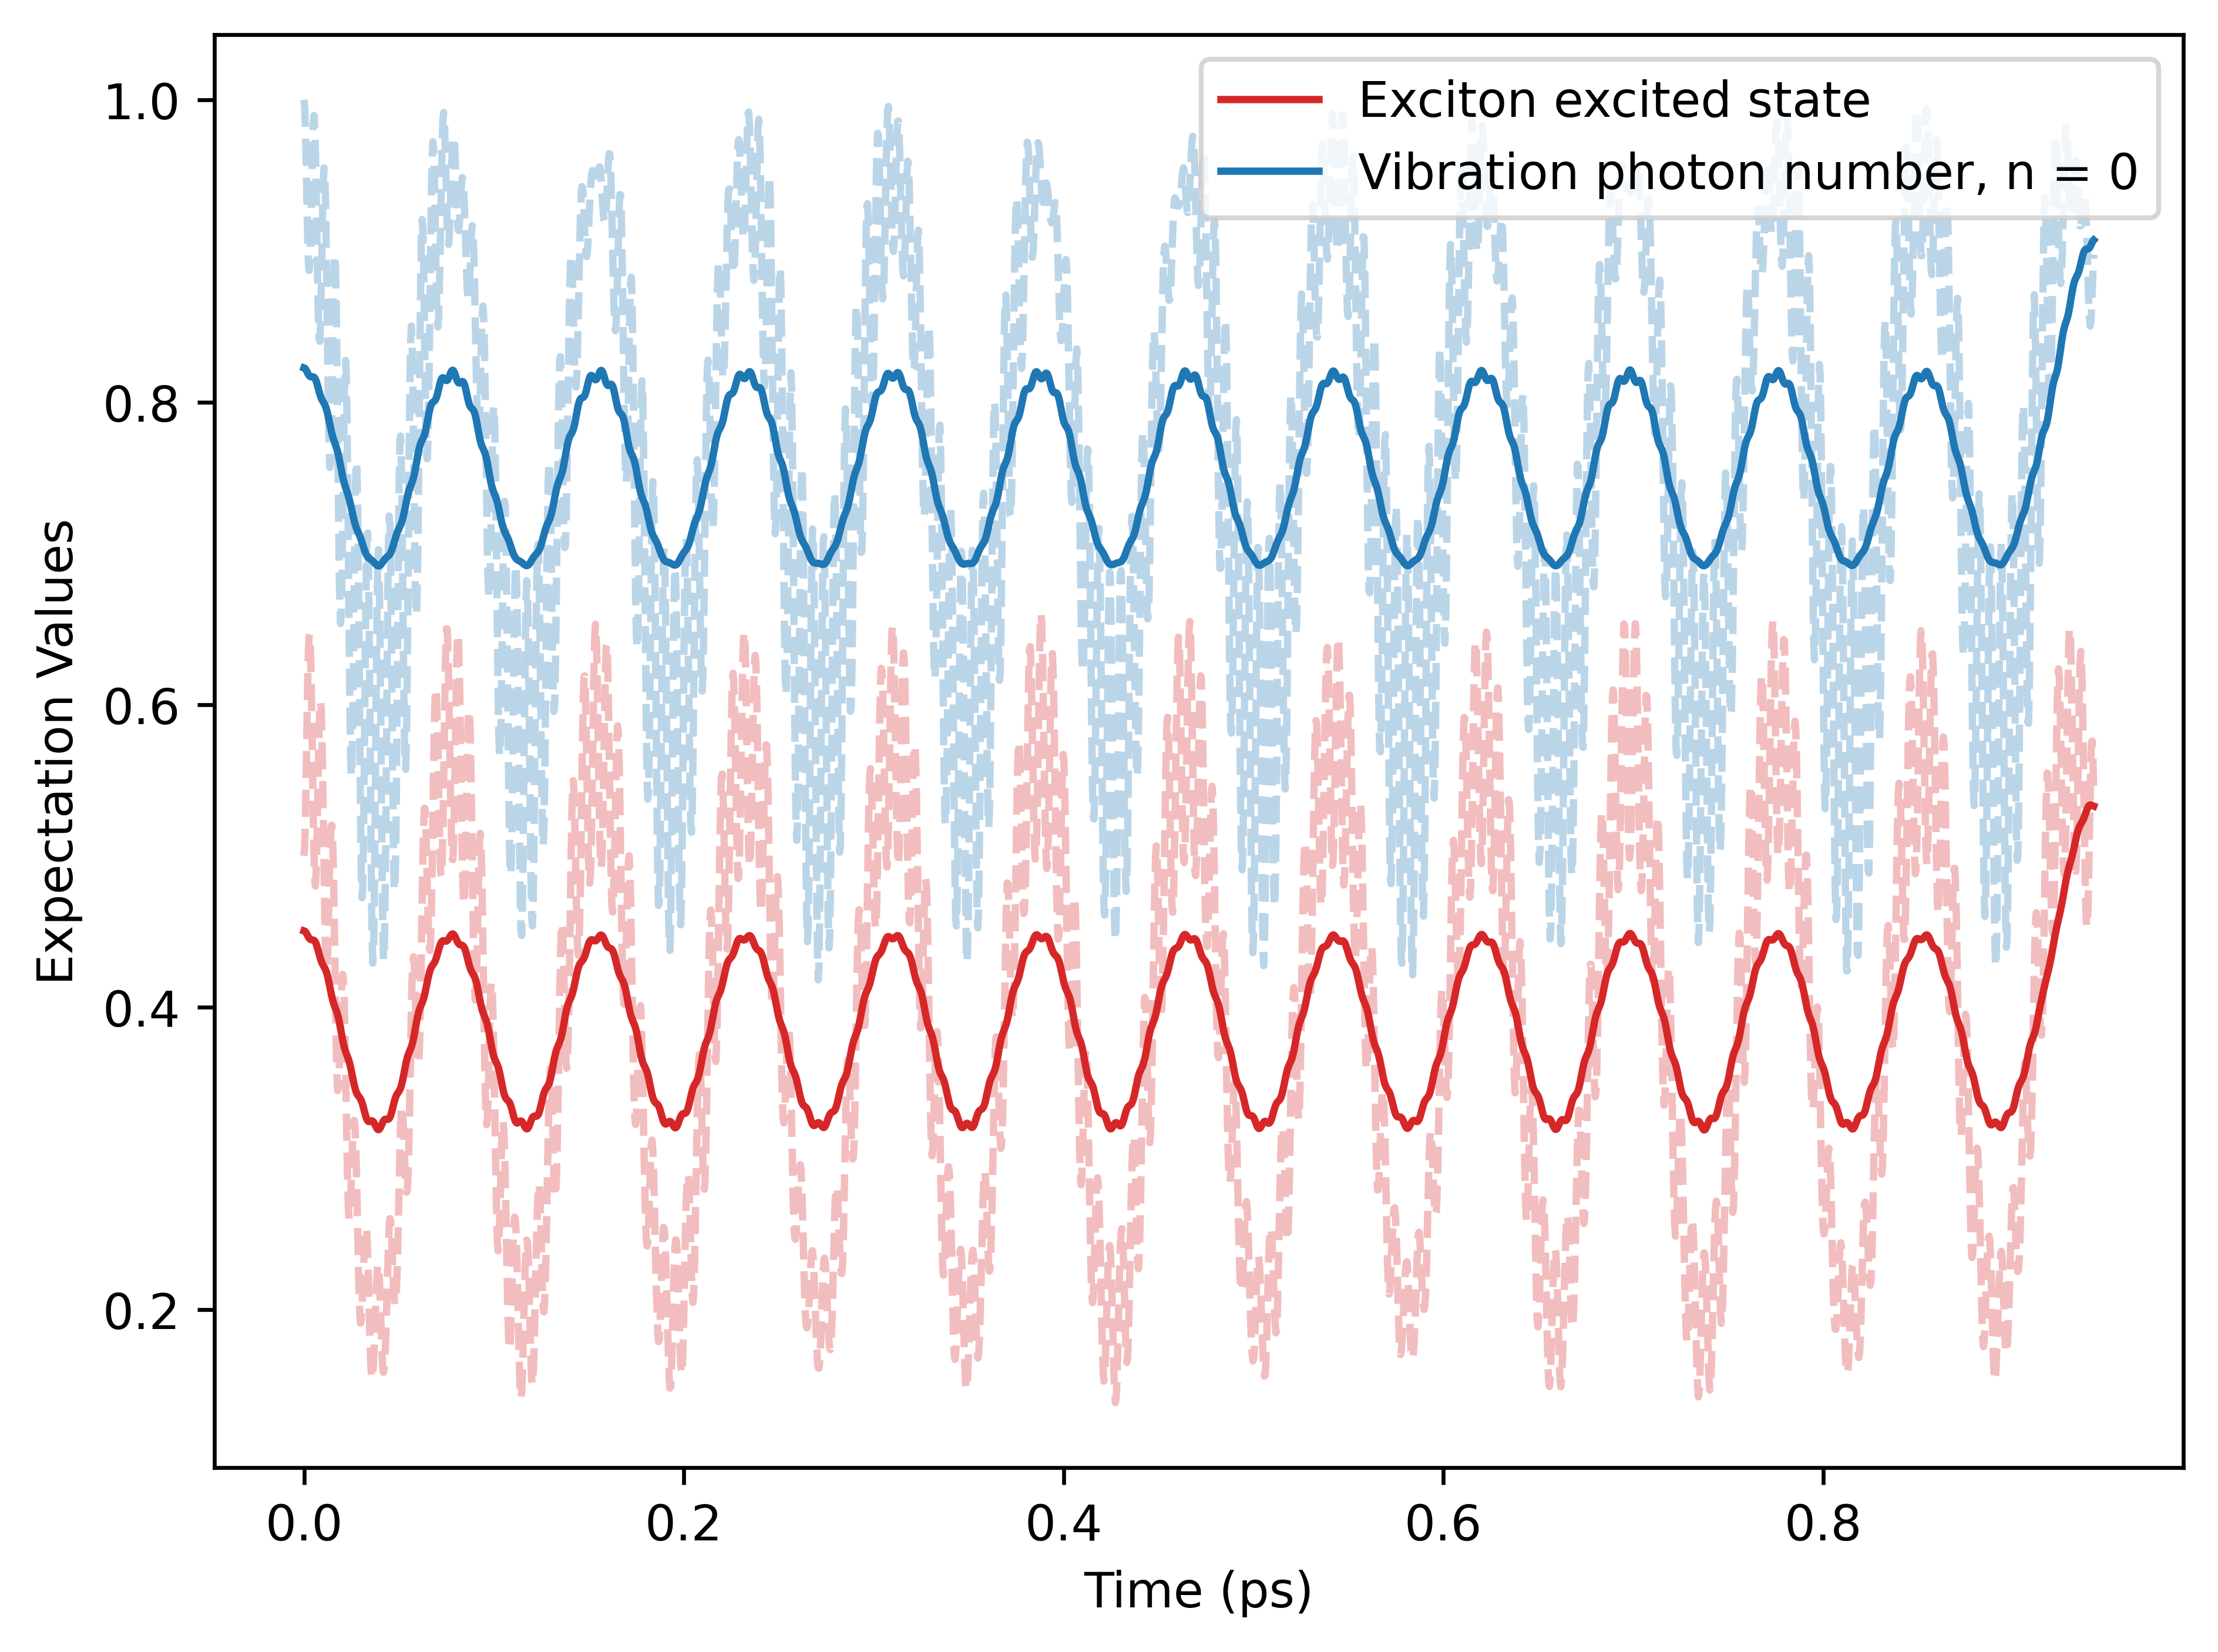 Exciton excited state
Vibration photon number, n = 0
1.0
0.8
0.6
0.4
0.2
Expectation Values
0.0 0.2 0.4 0.6 0.8
Time (ps)